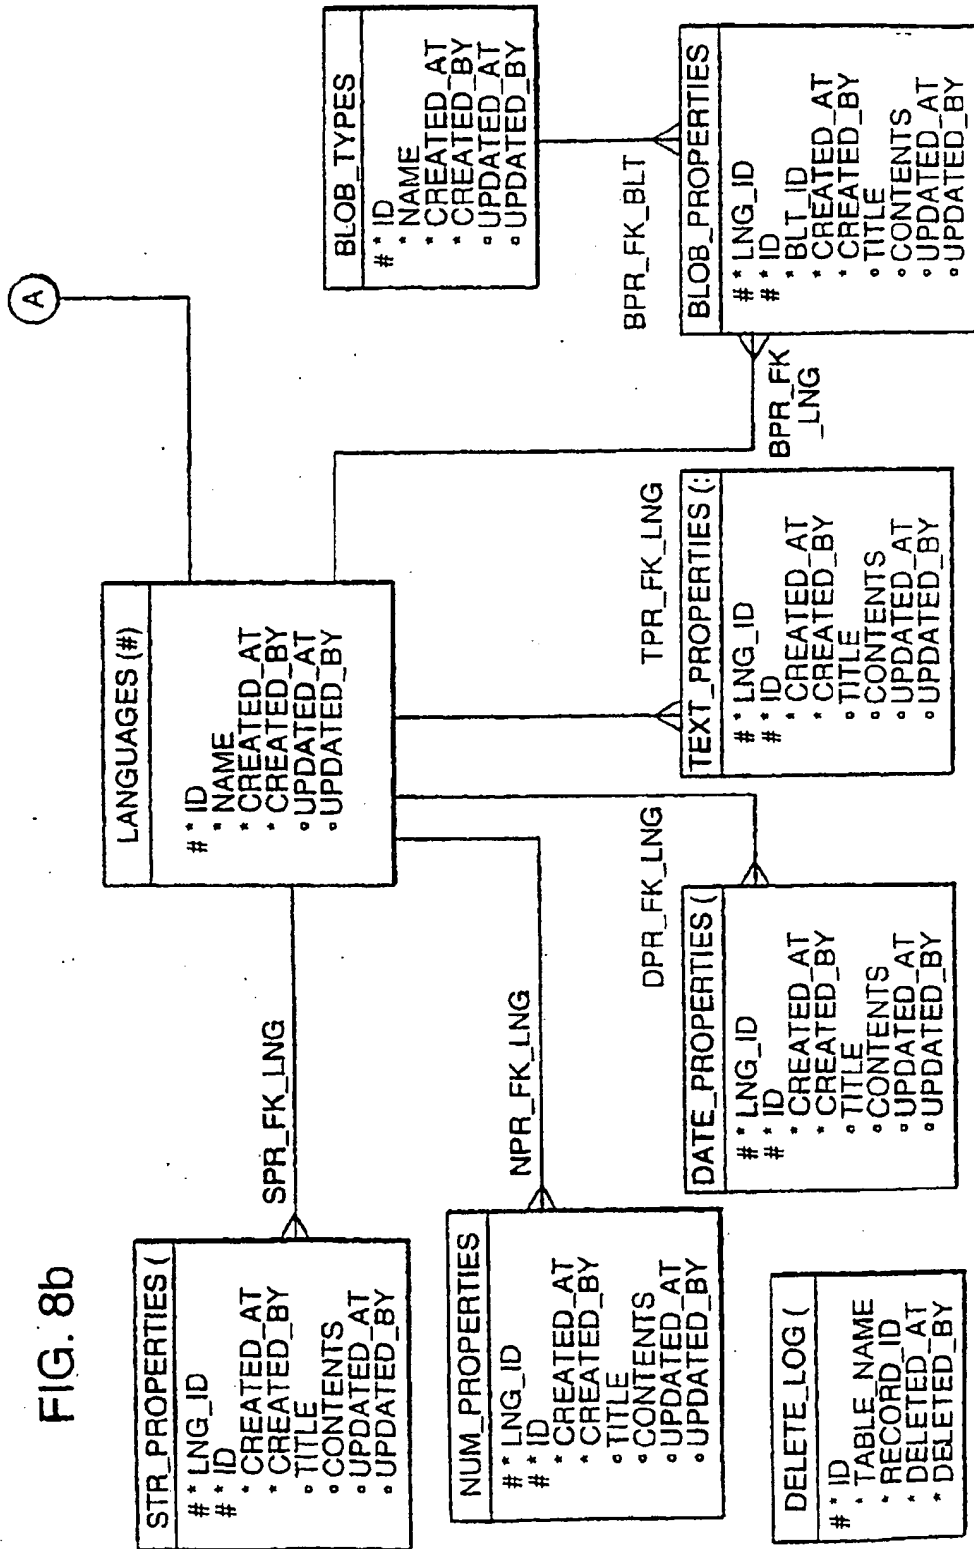 FIG. 8b
STR_PROPERTIES (
# * LNG_ID
# * ID
* CREATED_AT
* CREATED_BY
° TITLE
° CONTENTS
° UPDATED_AT
° UPDATED_BY
SPR_FK_LNG
LANGUAGES (#)
# * ID
* NAME
* CREATED_AT
* CREATED_BY
° UPDATED_AT
° UPDATED_BY
A
BLOB_TYPES
# * ID
* NAME
* CREATED_AT
* CREATED_BY
° UPDATED_AT
° UPDATED_BY
NUM_PROPERTIES
# * LNG_ID
# * ID
* CREATED_AT
* CREATED_BY
° TITLE
° CONTENTS
° UPDATED_AT
° UPDATED_BY
NPR_FK_LNG
DPR_FK_LNG
TPR_FK_LNG
BPR_FK
_LNG
BPR_FK_BLT
DELETE_LOG (
# * ID
* TABLE_NAME
* RECORD_ID
* DELETED_AT
* DELETED_BY
DATE_PROPERTIES (
# * LNG_ID
# * ID
* CREATED_AT
* CREATED_BY
° TITLE
° CONTENTS
° UPDATED_AT
° UPDATED_BY
TEXT_PROPERTIES (:
# * LNG_ID
# * ID
* CREATED_AT
* CREATED_BY
° TITLE
° CONTENTS
° UPDATED_AT
° UPDATED_BY
BLOB_PROPERTIES
# * LNG_ID
# * ID
* BLT_ID
* CREATED_AT
* CREATED_BY
° TITLE
° CONTENTS
° UPDATED_AT
° UPDATED_BY